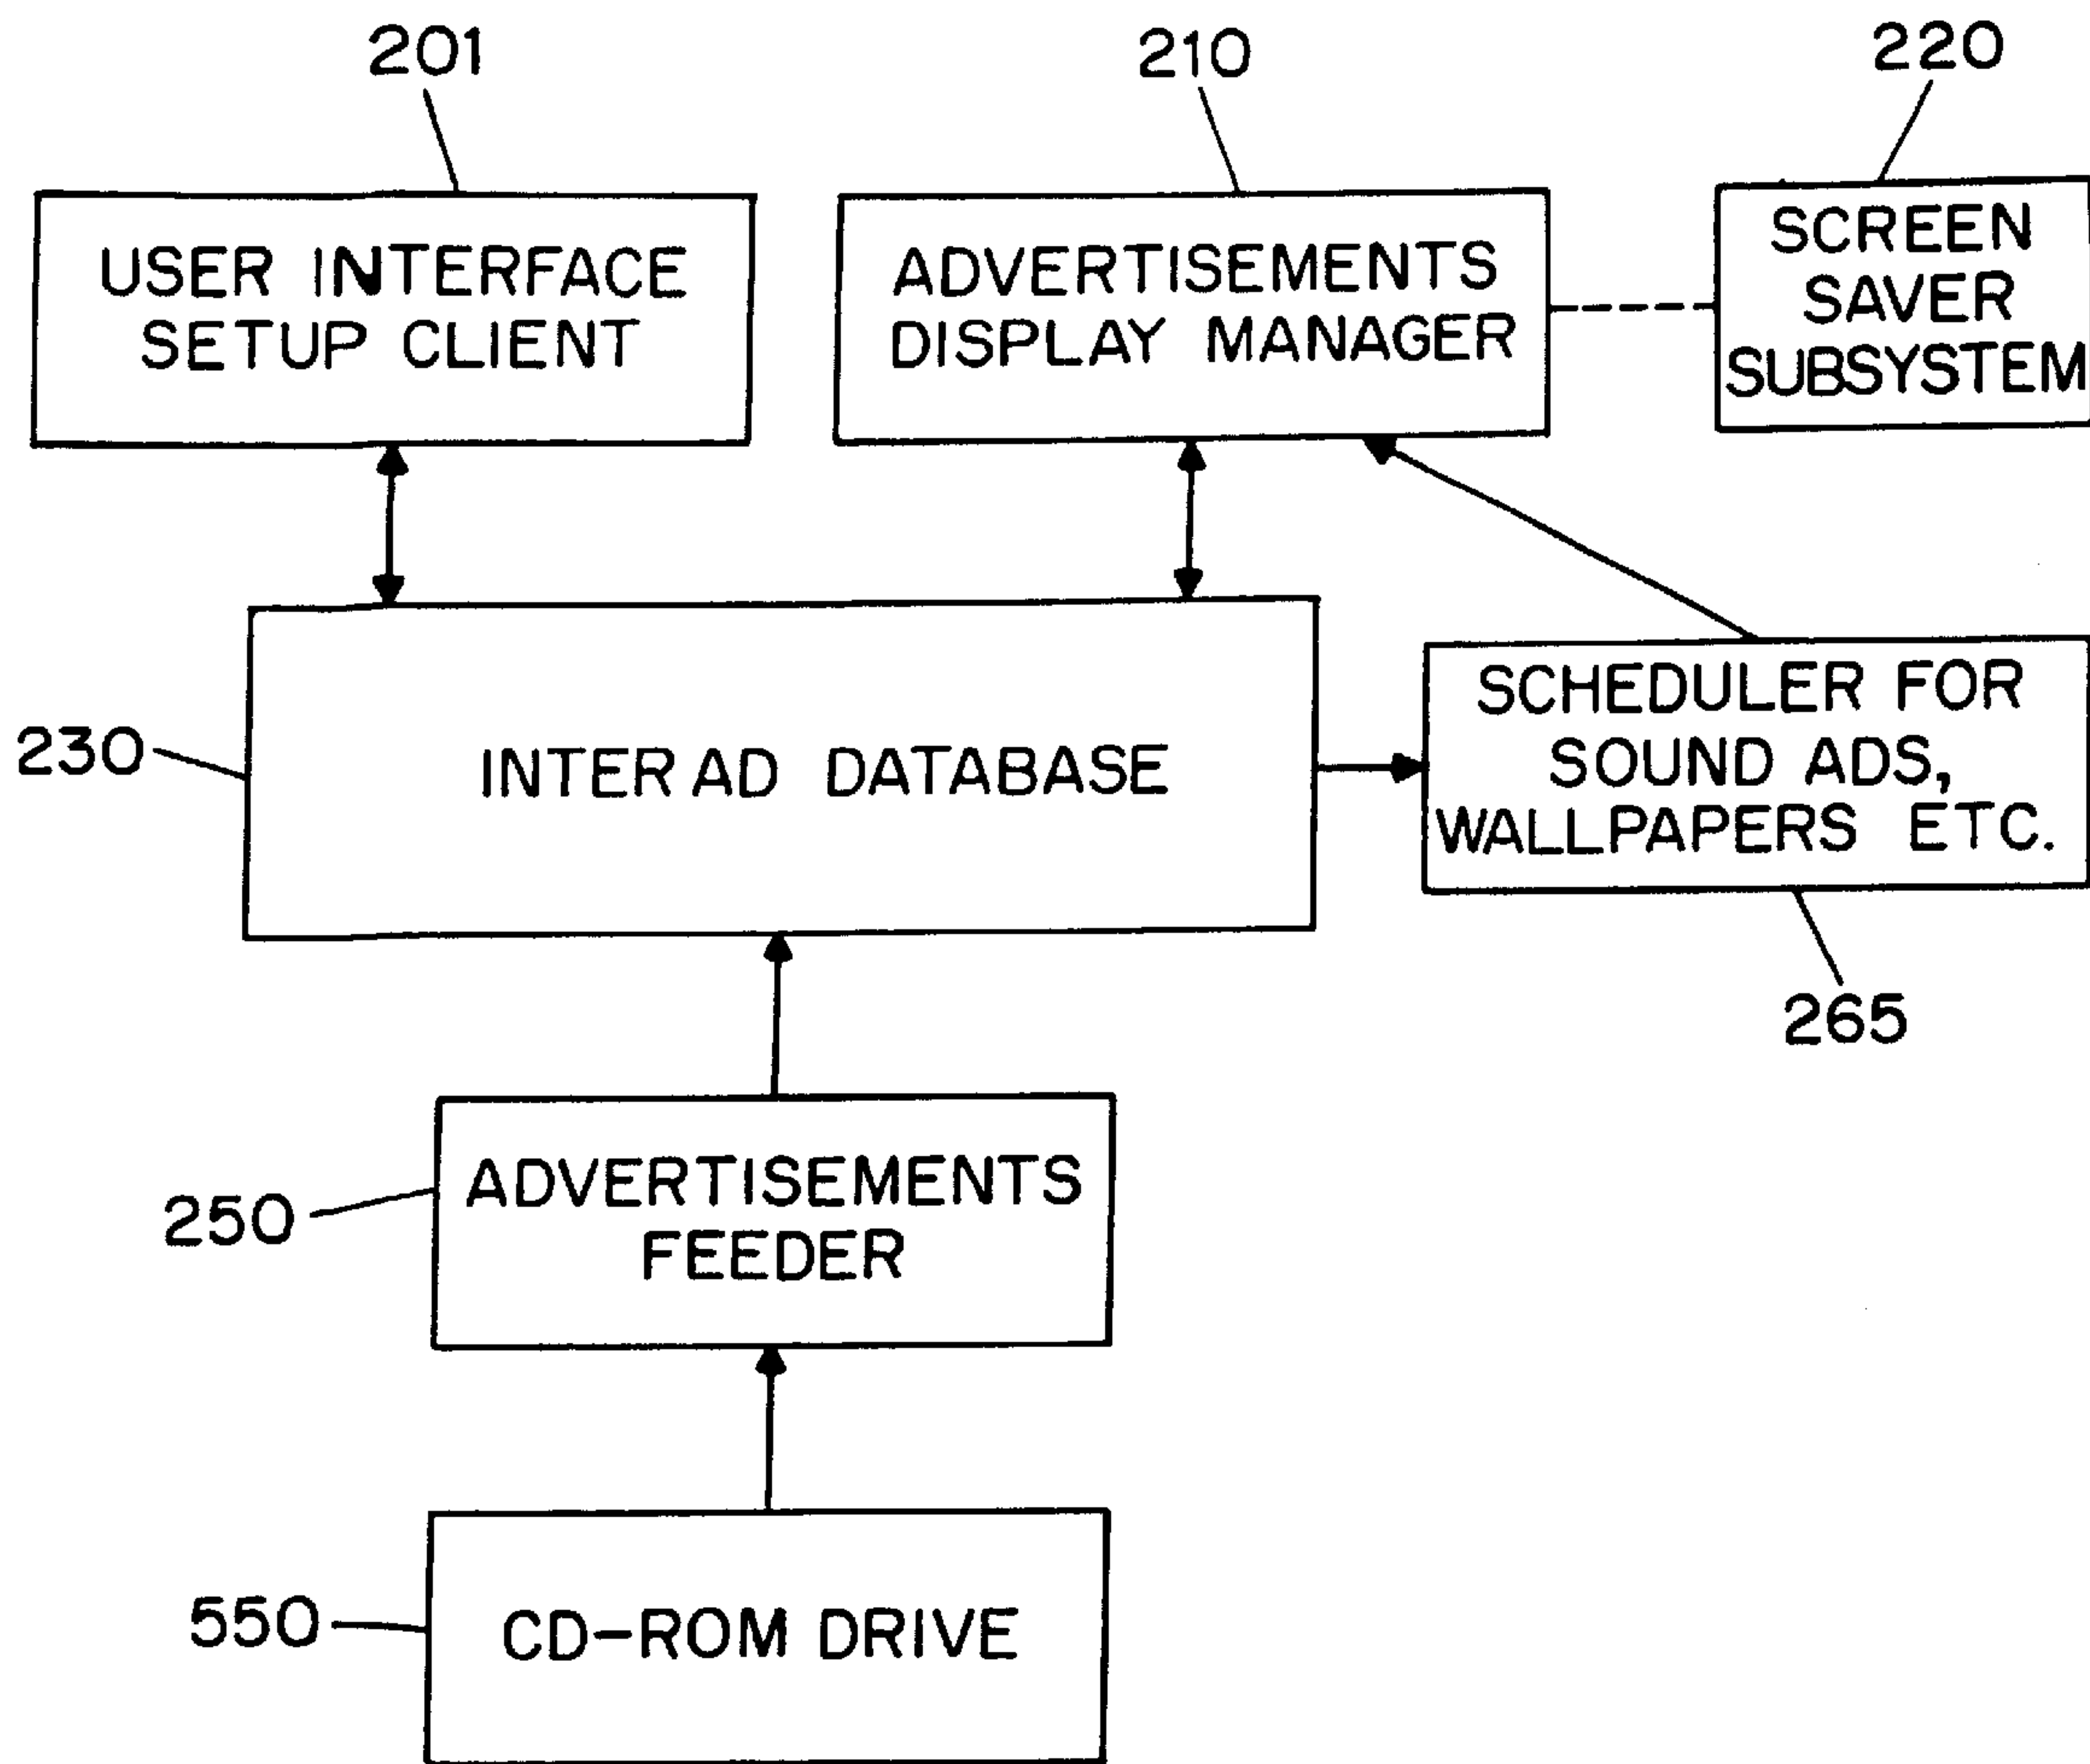 201
210
220
USER INTERFACE
SETUP CLIENT
ADVERTISEMENTS
DISPLAY MANAGER
SCREEN
SAVER
SUBSYSTEM
230
INTER AD DATABASE
SCHEDULER FOR
SOUND ADS,
WALLPAPERS ETC.
265
250
ADVERTISEMENTS
FEEDER
550
CD-ROM DRIVE